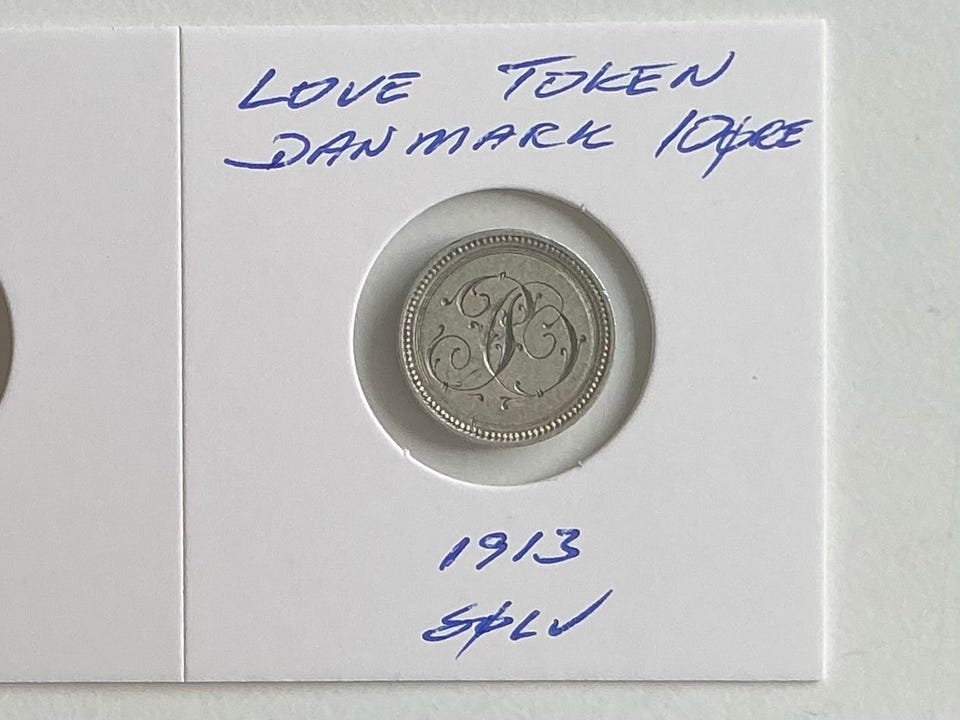 LOVE TOKEN
DANMARK 10ØRE
1913
SØLV